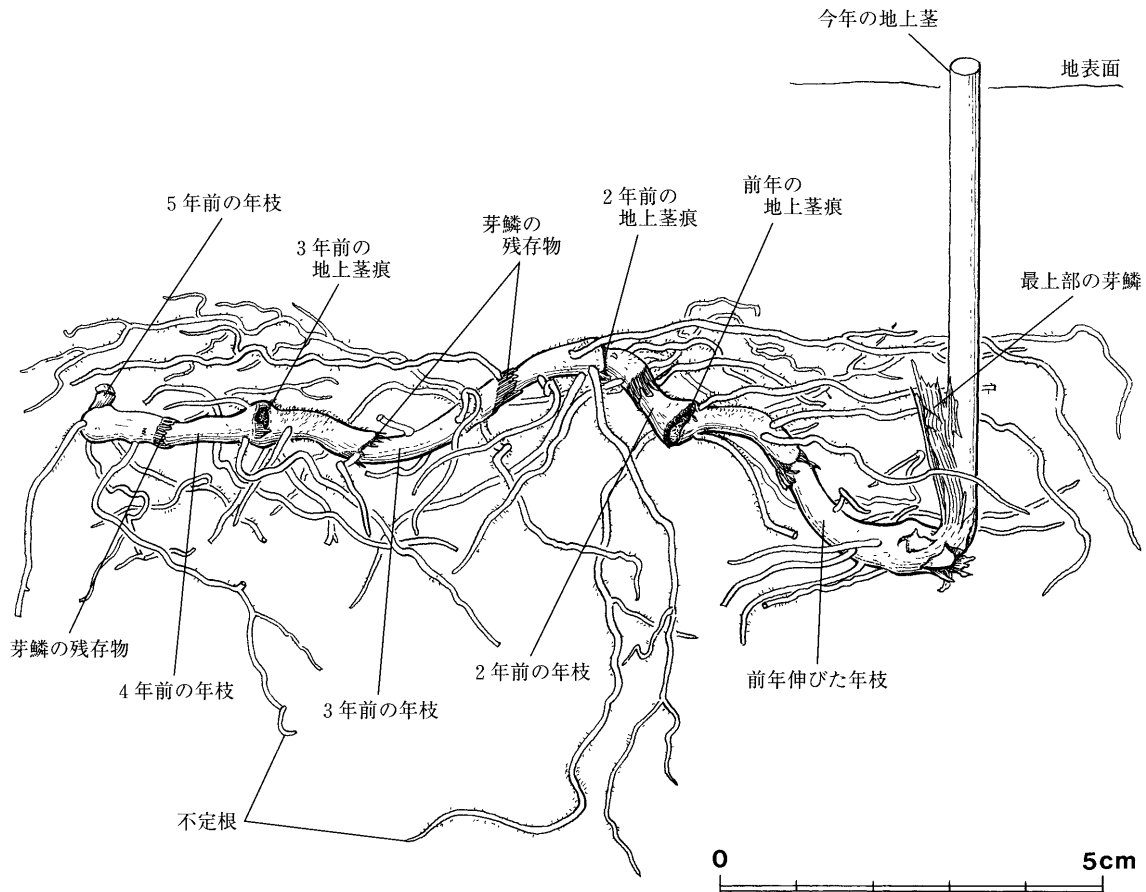 今年の地上茎
地表面
5年前の年枝
3年前の
地上茎痕
芽鱗の
残存物
2年前の
地上茎痕
前年の
地上茎痕
最上部の芽鱗
芽鱗の残存物
4年前の年枝
3年前の年枝
2年前の年枝
前年伸びた年枝
不定根
0
5cm